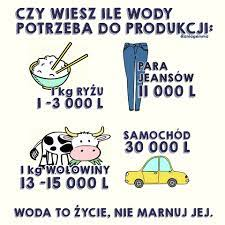 CZY WIESZ ILE WODY
POTRZEBA DO PRODUKCJI:
1 kg RYŻU
1 -3 000 L
PARA
JEANSÓW
11 000 L
1 kg WOŁOWINY
13 -15 000 L
SAMOCHÓD
30 000 L
WODA TO ŻYCIE, NIE MARNUJ JEJ.